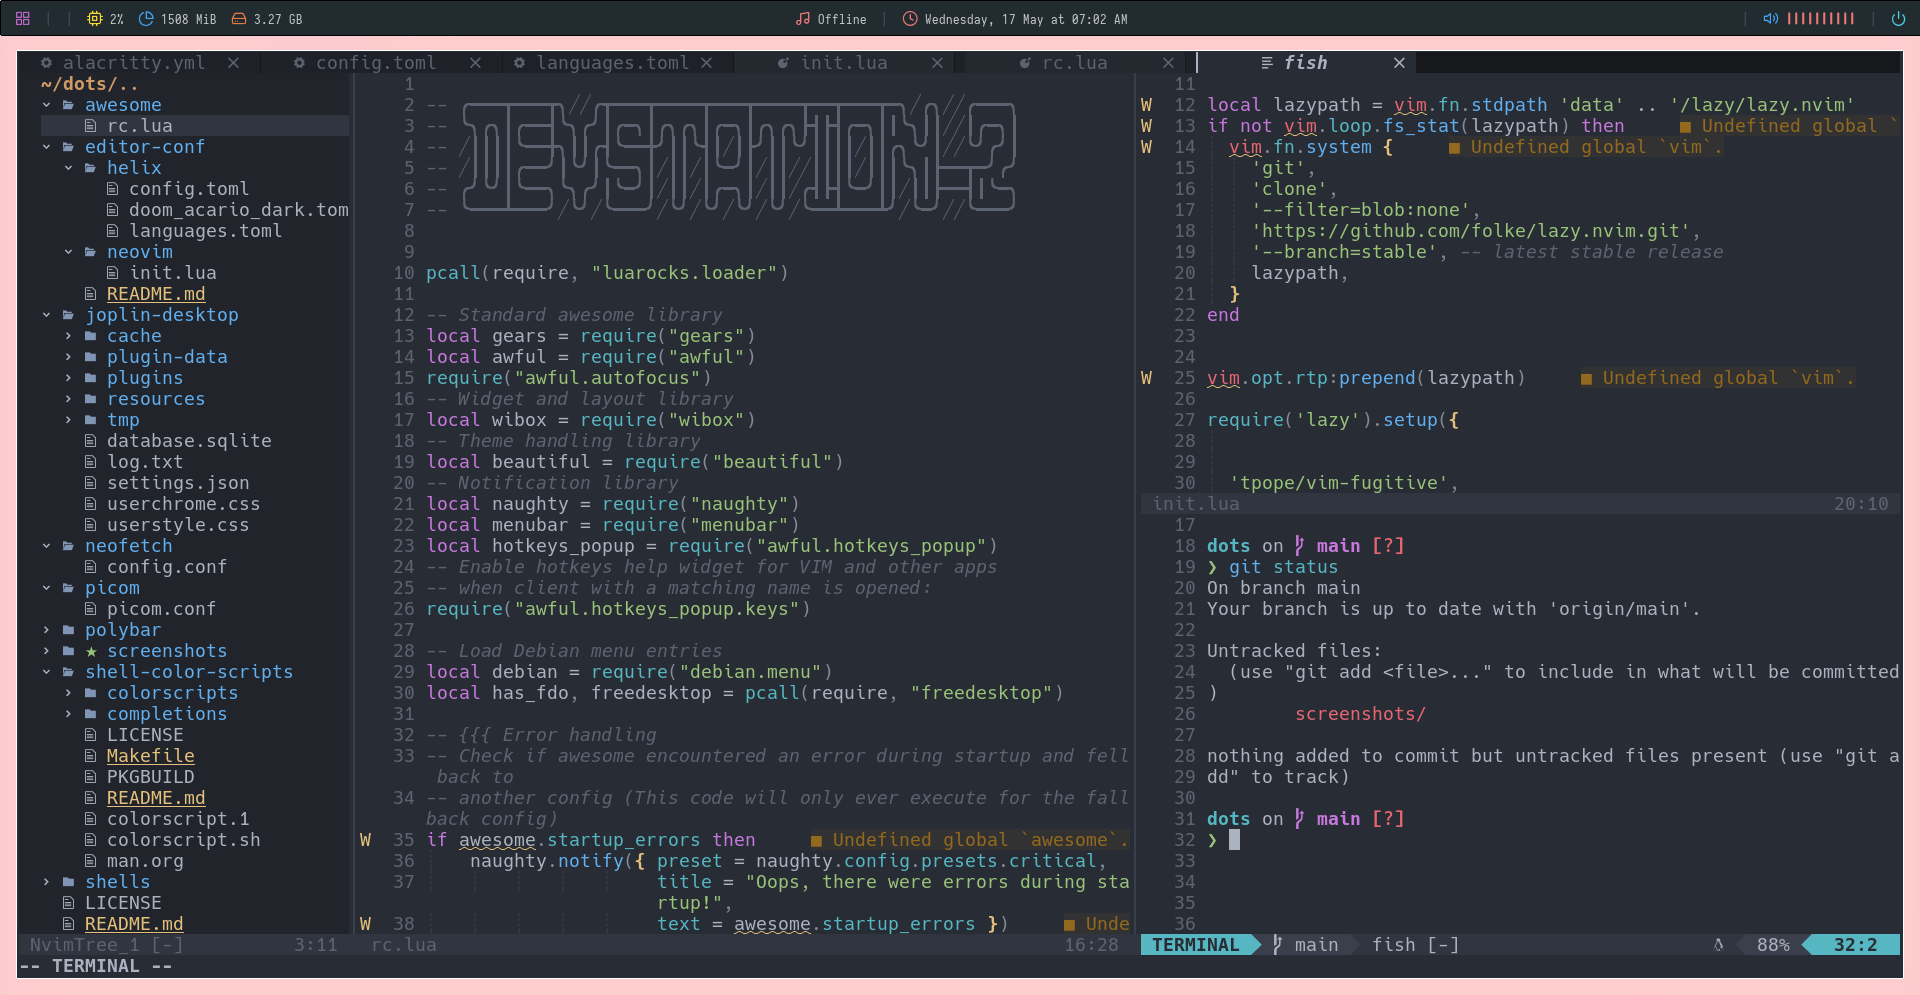 2% 1508 MiB 3.27 GB Offline Wednesday, 17 May at 07:02 AM
alacritty.yml config.toml languages.toml init.lua rc.lua fish
~/dots/..
awesome
rc.lua
editor-conf
helix
config.toml
doom_acario_dark.tom
languages.toml
neovim
init.lua
README.md
joplin-desktop
cache
plugin-data
plugins
resources
tmp
database.sqlite
log.txt
settings.json
userchrome.css
userstyle.css
neofetch
config.conf
picom
picom.conf
polybar
★ screenshots
shell-color-scripts
colorscripts
completions
LICENSE
Makefile
PKGBUILD
README.md
colorscript.1
colorscript.sh
man.org
shells
LICENSE
README.md
NvimTree_1 [-] 3:11
1
2 --
3 --
4 --
5 --
6 --
7 --
8
9
10 pcall(require, "luarocks.loader")
11
12 -- Standard awesome library
13 local gears = require("gears")
14 local awful = require("awful")
15 require("awful.autofocus")
16 -- Widget and layout library
17 local wibox = require("wibox")
18 -- Theme handling library
19 local beautiful = require("beautiful")
20 -- Notification library
21 local naughty = require("naughty")
22 local menubar = require("menubar")
23 local hotkeys_popup = require("awful.hotkeys_popup")
24 -- Enable hotkeys help widget for VIM and other apps
25 -- when client with a matching name is opened:
26 require("awful.hotkeys_popup.keys")
27
28 -- Load Debian menu entries
29 local debian = require("debian.menu")
30 local has_fdo, freedesktop = pcall(require, "freedesktop")
31
32 -- {{{ Error handling
33 -- Check if awesome encountered an error during startup and fell
back to
34 -- another config (This code will only ever execute for the fall
back config)
W 35 if awesome.startup_errors then ■ Undefined global `awesome`.
36 naughty.notify({ preset = naughty.config.presets.critical,
37 title = "Oops, there were errors during sta
rtup!",
W 38 text = awesome.startup_errors }) ■ Unde
rc.lua 16:28
11
W 12 local lazypath = vim.fn.stdpath 'data' .. '/lazy/lazy.nvim'
W 13 if not vim.loop.fs_stat(lazypath) then ■ Undefined global `
W 14 vim.fn.system { ■ Undefined global `vim`.
15 'git',
16 'clone',
17 '--filter=blob:none',
18 'https://github.com/folke/lazy.nvim.git',
19 '--branch=stable', -- latest stable release
20 lazypath,
21 }
22 end
23
24
W 25 vim.opt.rtp:prepend(lazypath) ■ Undefined global `vim`.
26
27 require('lazy').setup({
28
29
30 'tpope/vim-fugitive',
init.lua 20:10
17
18 dots on main [?]
19 ❯ git status
20 On branch main
21 Your branch is up to date with 'origin/main'.
22
23 Untracked files:
24 (use "git add <file>..." to include in what will be committed
25 )
26 screenshots/
27
28 nothing added to commit but untracked files present (use "git a
29 dd" to track)
30
31 dots on main [?]
32 ❯
33
34
35
36
TERMINAL main fish [-] 88% 32:2
-- TERMINAL --